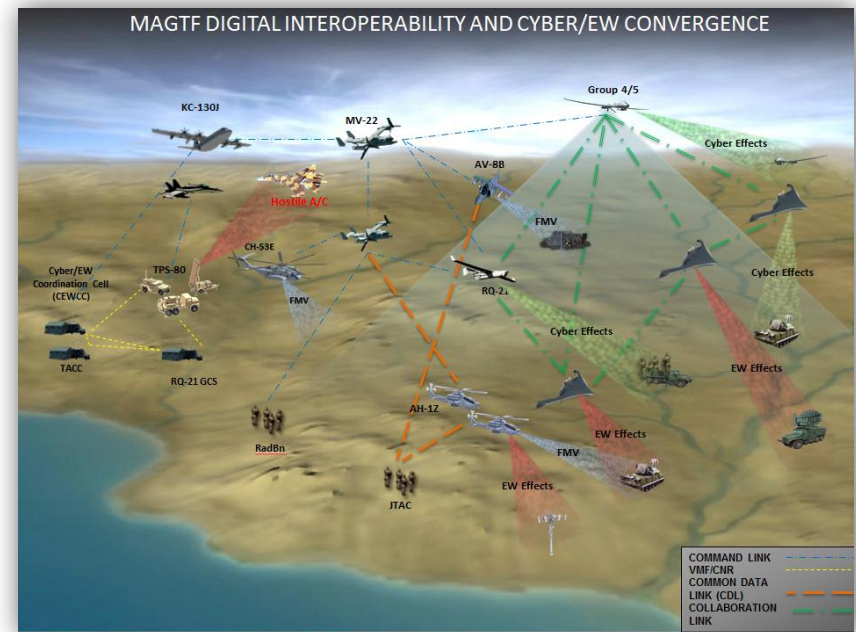 MAGTF DIGITAL INTEROPERABILITY AND CYBER/EW CONVERGENCE
Group 4/5
KC-130J
MV-22
Cyber Effects
AV-8B
Hostile A/C
FMV
CH-53E
Cyber/EW
Coordination Cell
(CEWCC)
TPS-80
RQ-21
Cyber Effects
FMV
Cyber Effects
TACC
RQ-21 GCS
EW Effects
AH-1Z
RadBn
EW Effects
FMV
EW Effects
JTAC
COMMAND LINK
VMF/CNR
COMMON DATA
LINK (CDL)
COLLABORATION
LINK